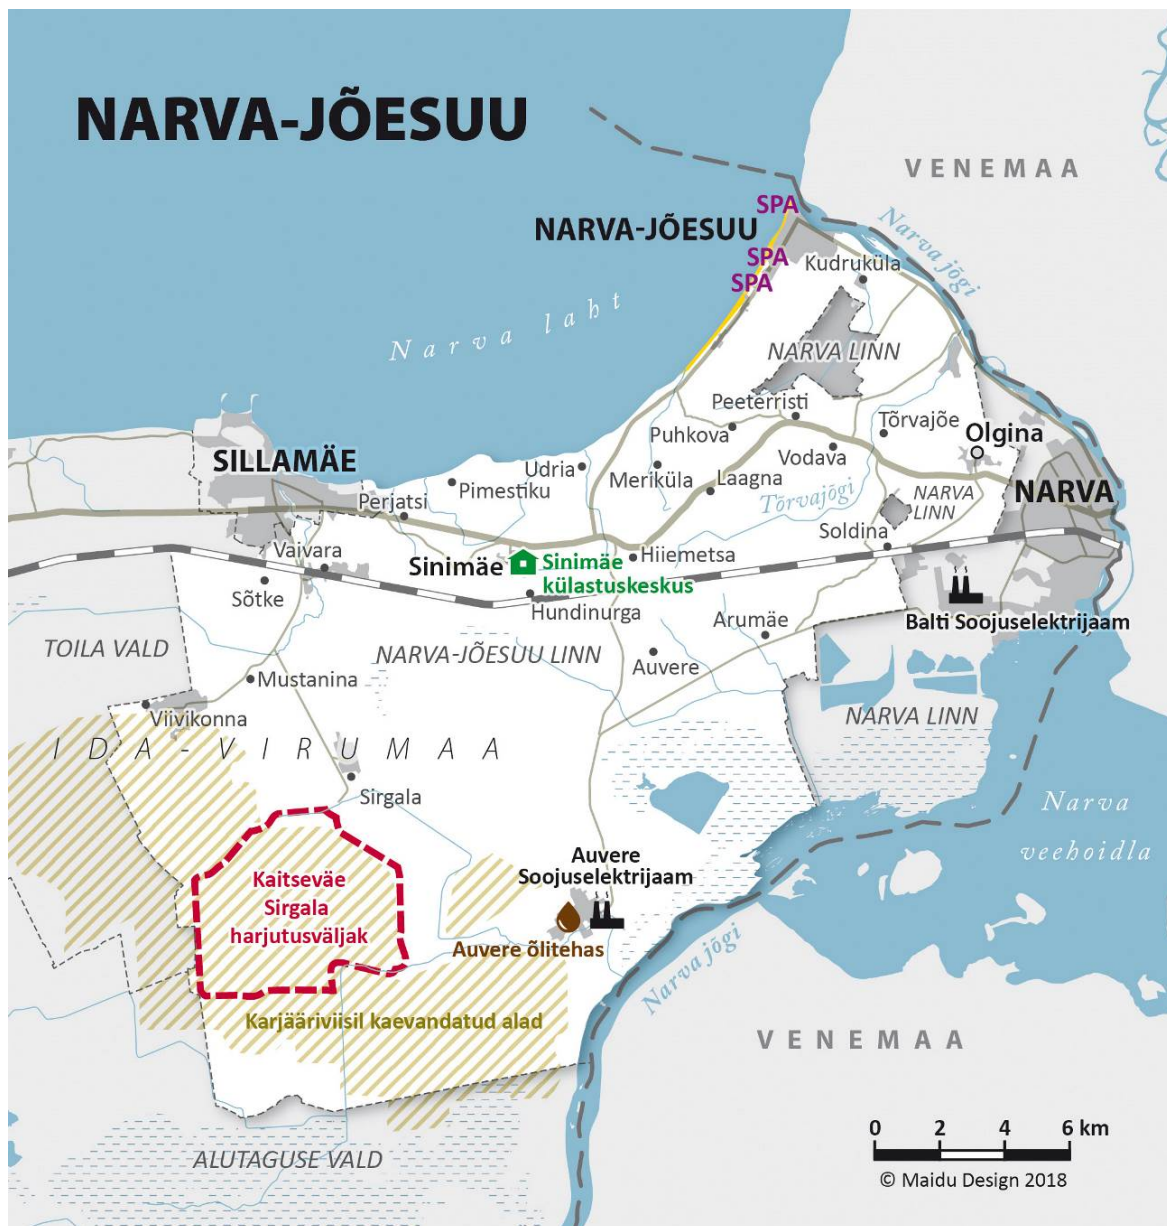 NARVA-JÕESUU
VENEMAA
SPA
NARVA-JÕESUU
Narva jõgi
SPA
Kudruküla
SPA
Narva laht
NARVA LINN
Peeterristi
Tõrvajõe
Puhkova
Olgina
SILLAMÄE
Udria
Meriküla
Vodava
Laagna
Pimestiku
NARVA
LINN
NARVA
Perjatsi
Tõrvajõgi
Soldina
Vaivara
Sinimäe
Sinimäe
külastuskeskus
Hiiemetsa
Sõtke
Hundinurga
Arumäe
Balti Soojuselektrijaam
TOILA VALD
NARVA-JÕESUU LINN
Auvere
Mustanina
Viivikonna
NARVA LINN
IDA-VIRUMAA
Sirgala
Narva
veehoidla
Auvere
Soojuselektrijaam
Kaitseväe
Sirgala
harjutusväljak
Auvere õlitehas
Narva jõgi
Karjääriviisil kaevandatud alad
VENEMAA
ALUTAGUSE VALD
0 2 4 6 km
© Maidu Design 2018